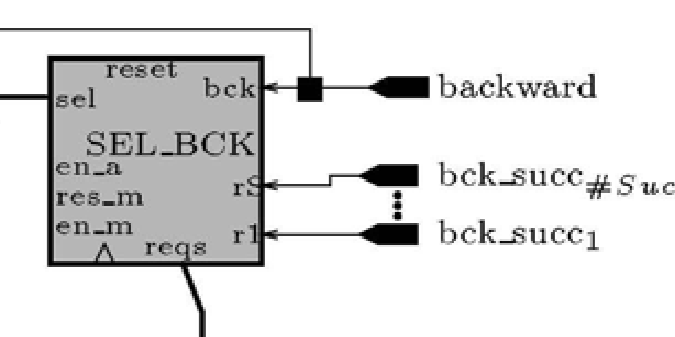 reset
bck
backward
sel
SEL_BCK
en_a
rS
bck_succ#Suc
res_m
en_m
r1
bck_succ1
reqs